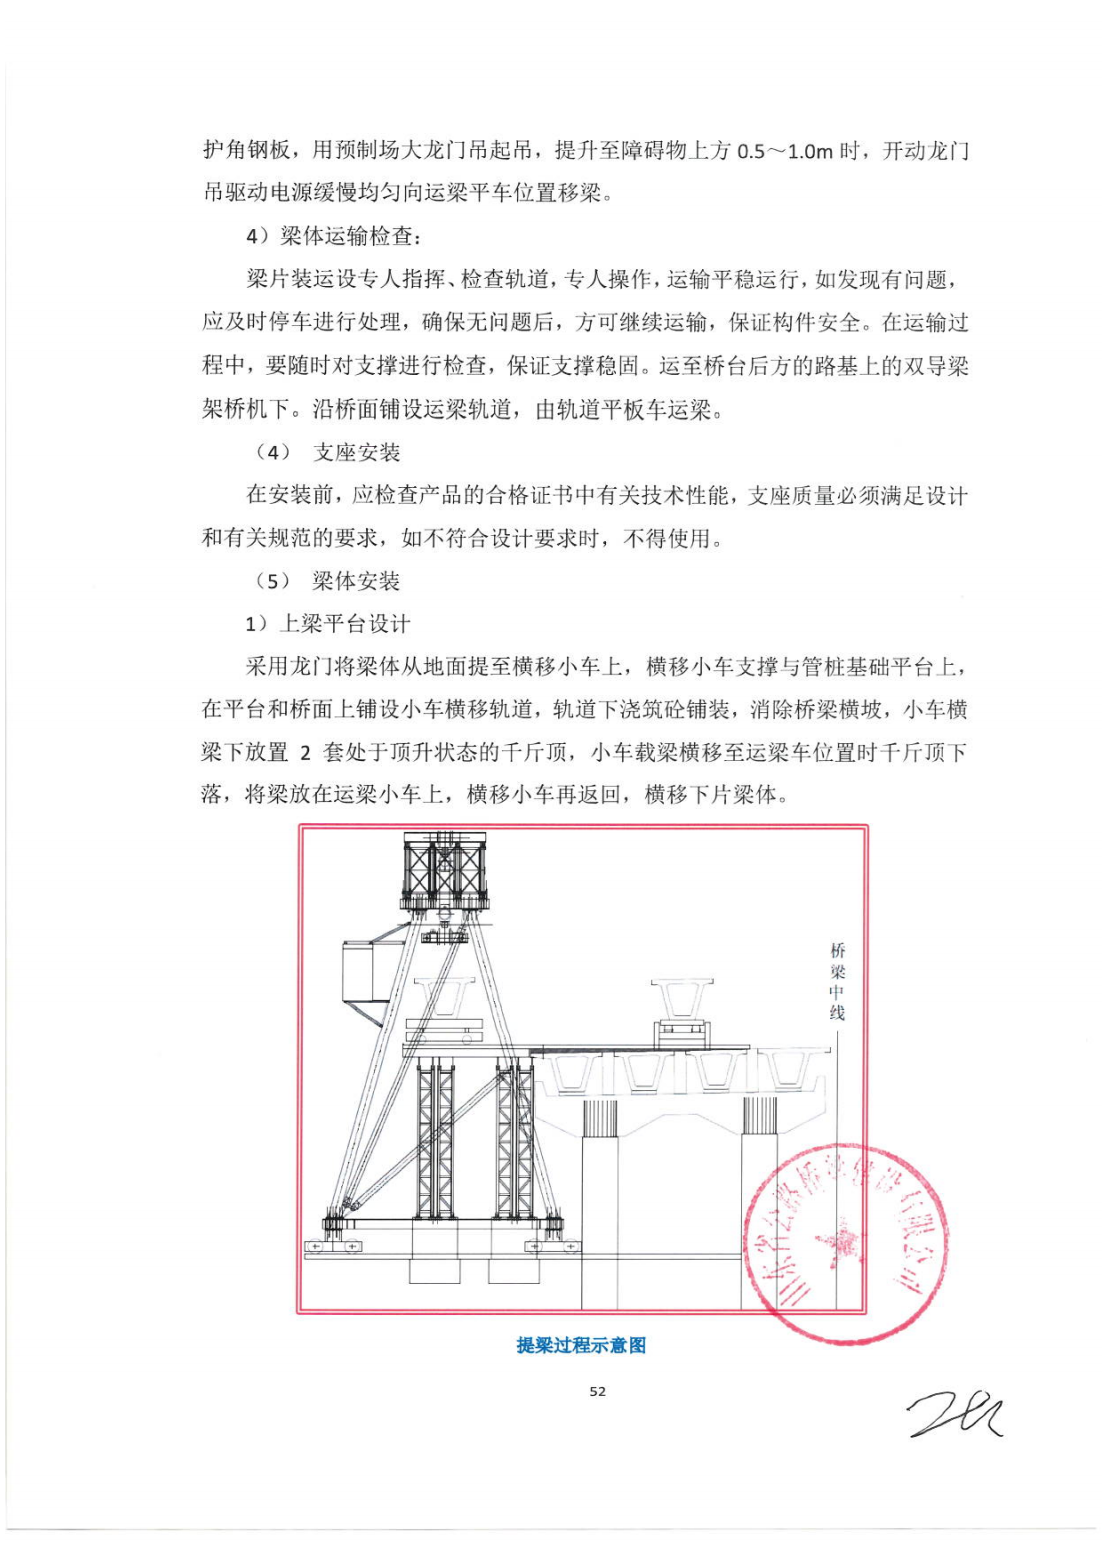 护角钢板，用预制场大龙门吊起吊，提升至障碍物上方 0.5～1.0m 时，开动龙门
吊驱动电源缓慢均匀向运梁平车位置移梁。
4）梁体运输检查：
梁片装运设专人指挥、检查轨道，专人操作，运输平稳运行，如发现有问题，
应及时停车进行处理，确保无问题后，方可继续运输，保证构件安全。在运输过
程中，要随时对支撑进行检查，保证支撑稳固。运至桥台后方的路基上的双导梁
架桥机下。沿桥面铺设运梁轨道，由轨道平板车运梁。
（4） 支座安装
在安装前，应检查产品的合格证书中有关技术性能，支座质量必须满足设计
和有关规范的要求，如不符合设计要求时，不得使用。
（5） 梁体安装
1）上梁平台设计
采用龙门将梁体从地面提至横移小车上，横移小车支撑与管桩基础平台上，
在平台和桥面上铺设小车横移轨道，轨道下浇筑砼铺装，消除桥梁横坡，小车横
梁下放置 2 套处于顶升状态的千斤顶，小车载梁横移至运梁车位置时千斤顶下
落，将梁放在运梁小车上，横移小车再返回，横移下片梁体。
桥梁中线
提梁过程示意图
52